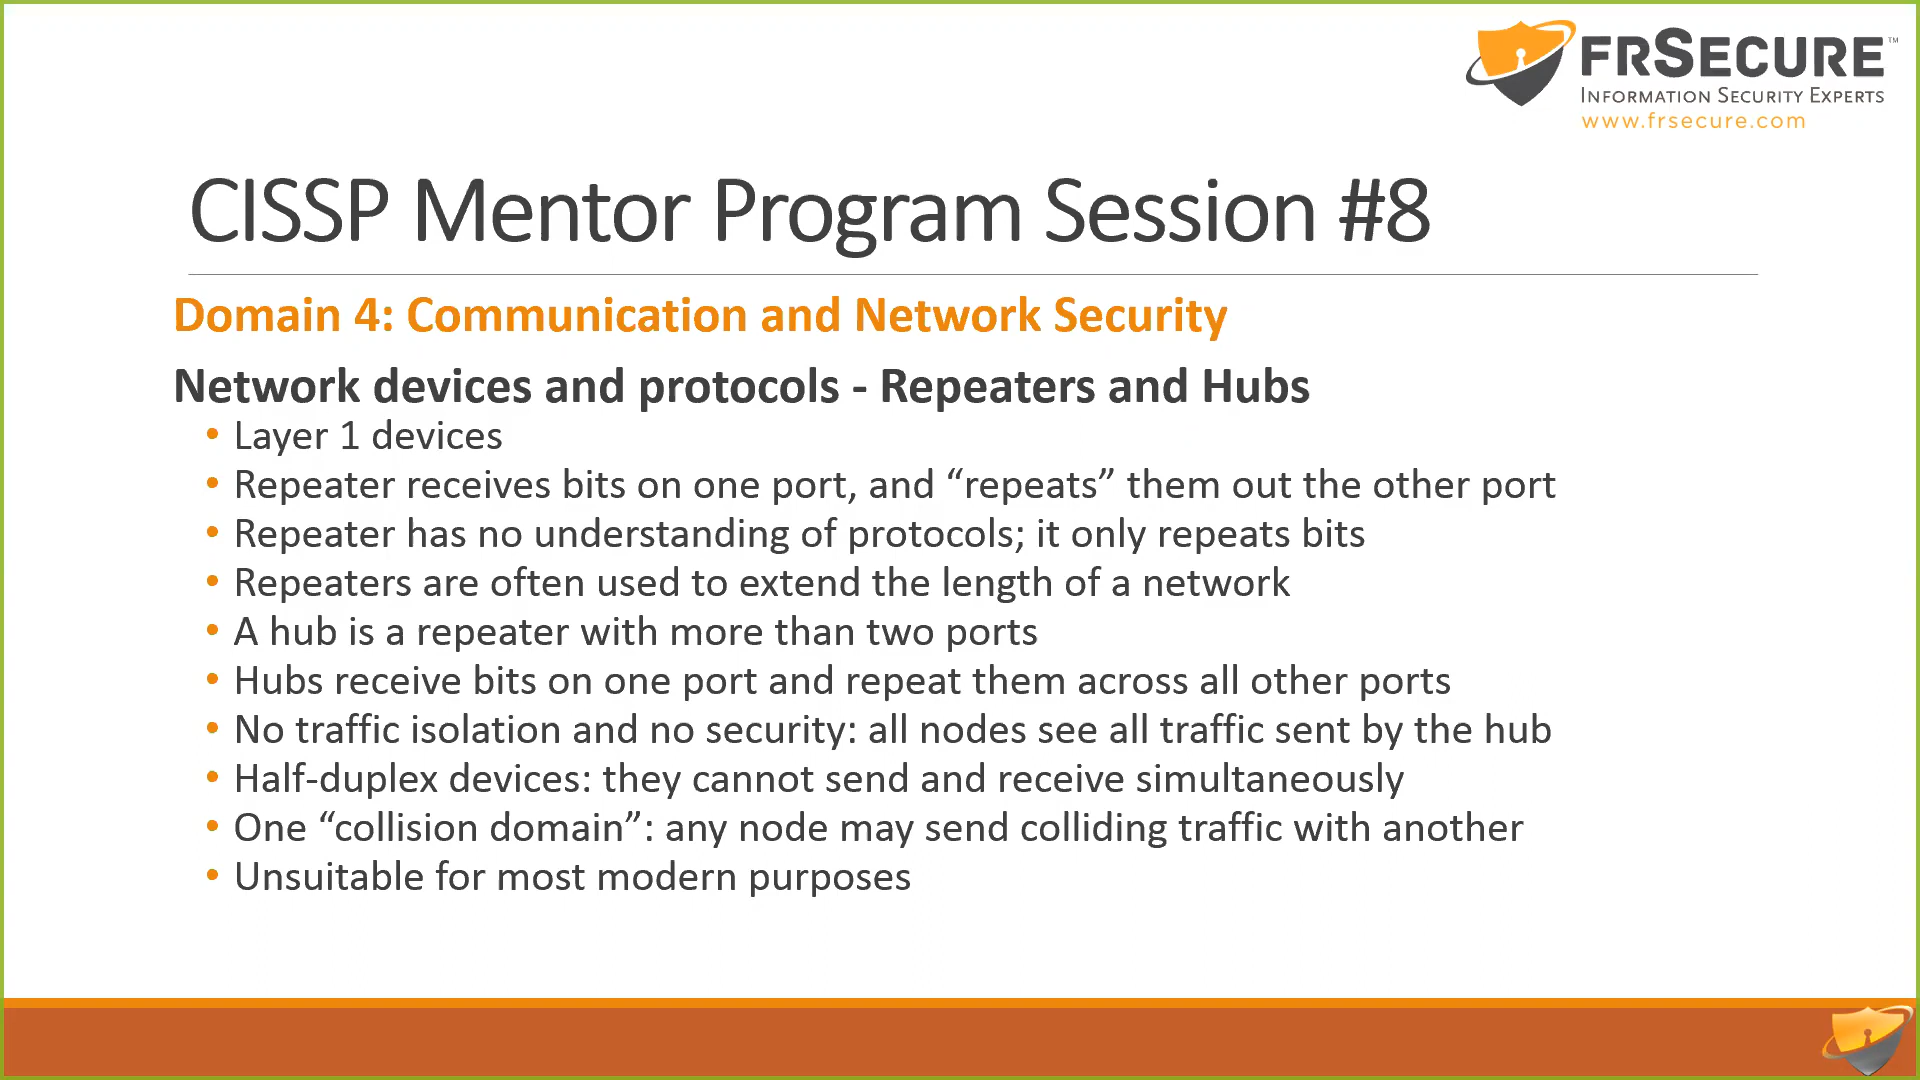 FRSECURE™
INFORMATION SECURITY EXPERTS
www.frsecure.com
CISSP Mentor Program Session #8
Domain 4: Communication and Network Security
Network devices and protocols - Repeaters and Hubs
• Layer 1 devices
• Repeater receives bits on one port, and “repeats” them out the other port
• Repeater has no understanding of protocols; it only repeats bits
• Repeaters are often used to extend the length of a network
• A hub is a repeater with more than two ports
• Hubs receive bits on one port and repeat them across all other ports
• No traffic isolation and no security: all nodes see all traffic sent by the hub
• Half-duplex devices: they cannot send and receive simultaneously
• One “collision domain”: any node may send colliding traffic with another
• Unsuitable for most modern purposes